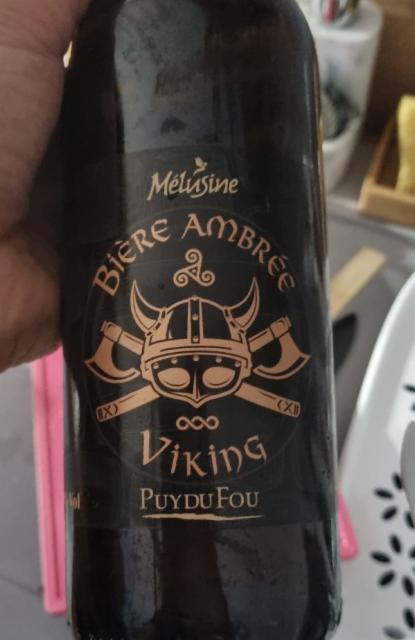 Mélusine
BIÈRE AMBRÉE
VIKING
PUYDUFOU